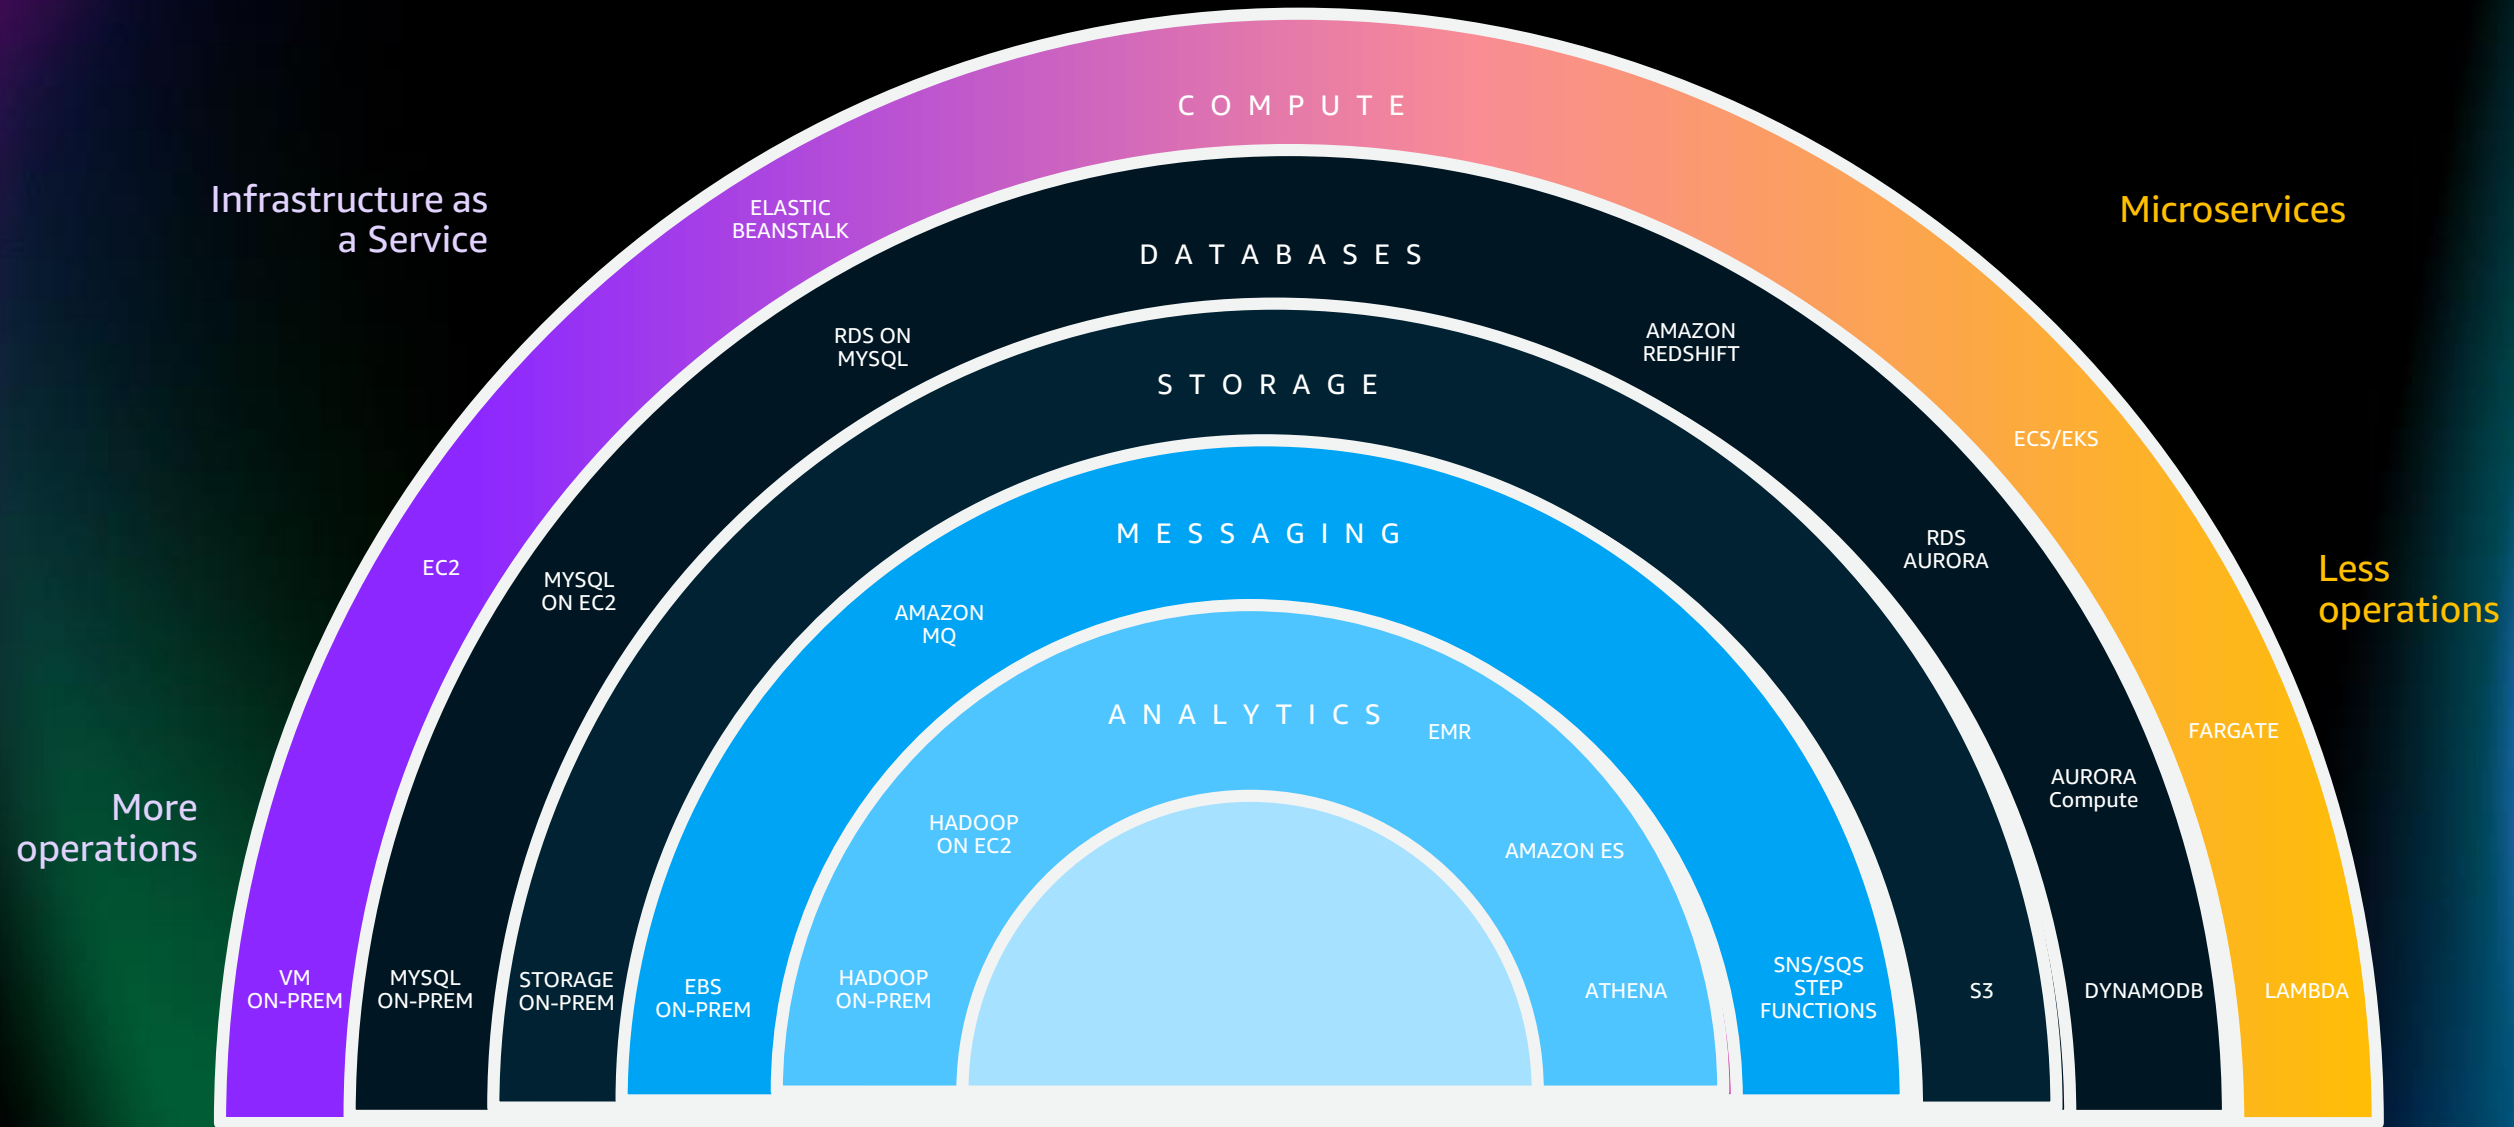 COMPUTE
Infrastructure as
a Service
Microservices
ELASTIC
BEANSTALK
DATABASES
RDS ON
MYSQL
AMAZON
REDSHIFT
STORAGE
ECS/EKS
MESSAGING
RDS
AURORA
EC2
MYSQL
ON EC2
Less
operations
AMAZON
MQ
ANALYTICS
EMR
FARGATE
AURORA
Compute
More
operations
HADOOP
ON EC2
AMAZON ES
VM
ON-PREM
MYSQL
ON-PREM
STORAGE
ON-PREM
EBS
ON-PREM
HADOOP
ON-PREM
ATHENA
SNS/SQS
STEP
FUNCTIONS
S3
DYNAMODB
LAMBDA